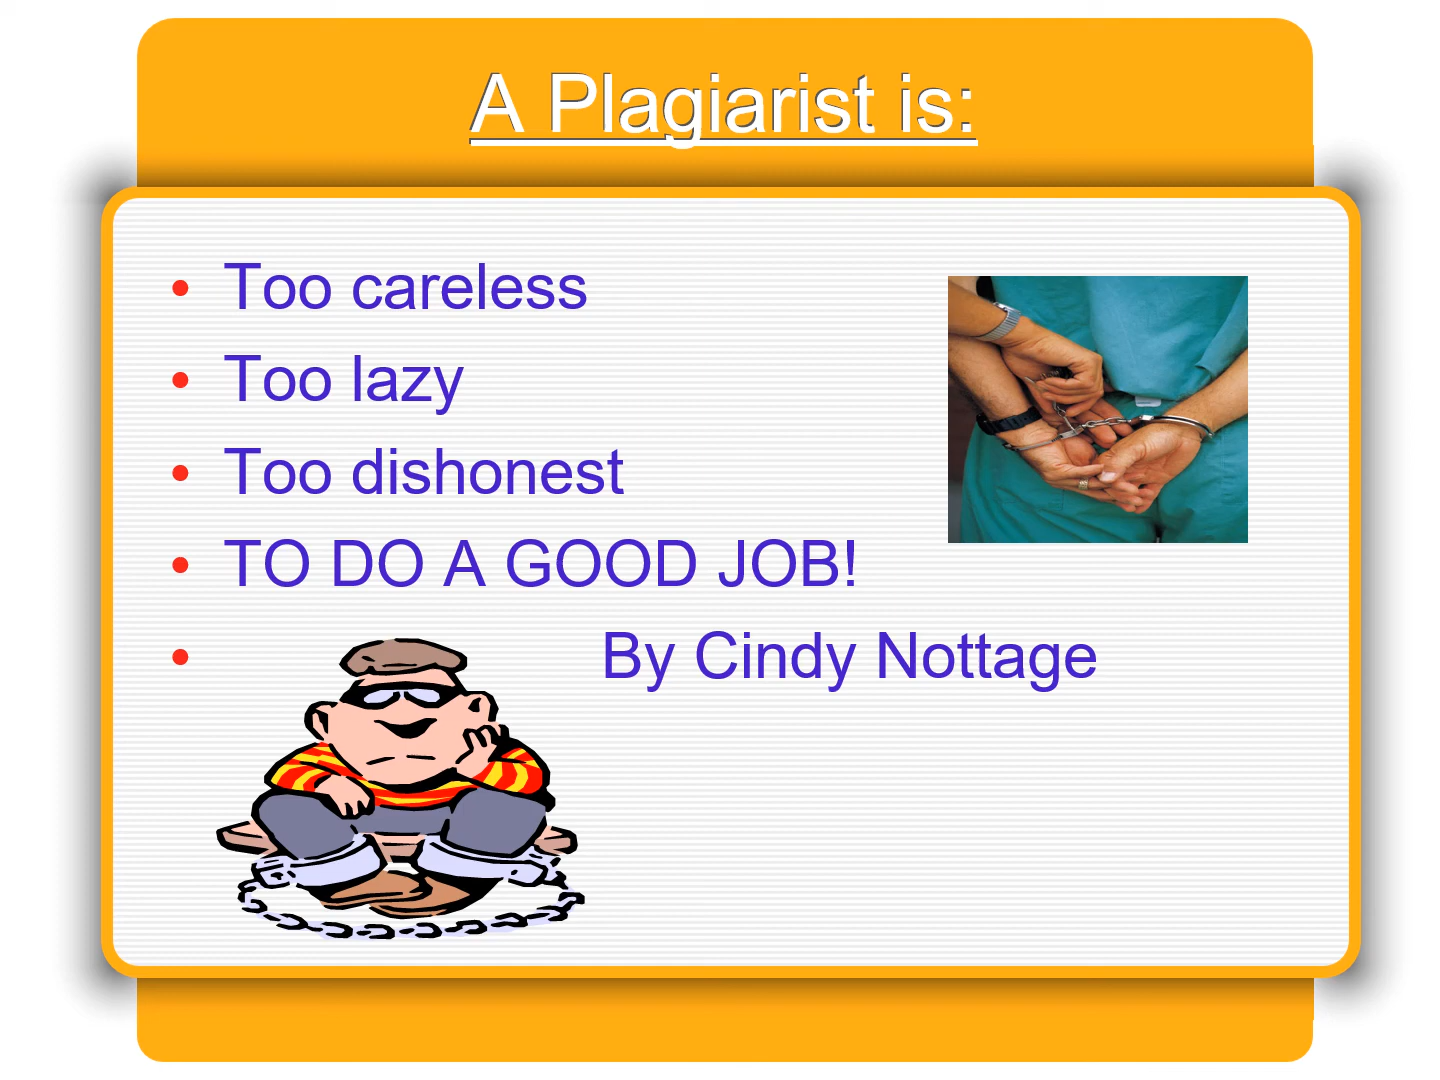 A Plagiarist is:
• Too careless
• Too lazy
• Too dishonest
• TO DO A GOOD JOB!
• By Cindy Nottage